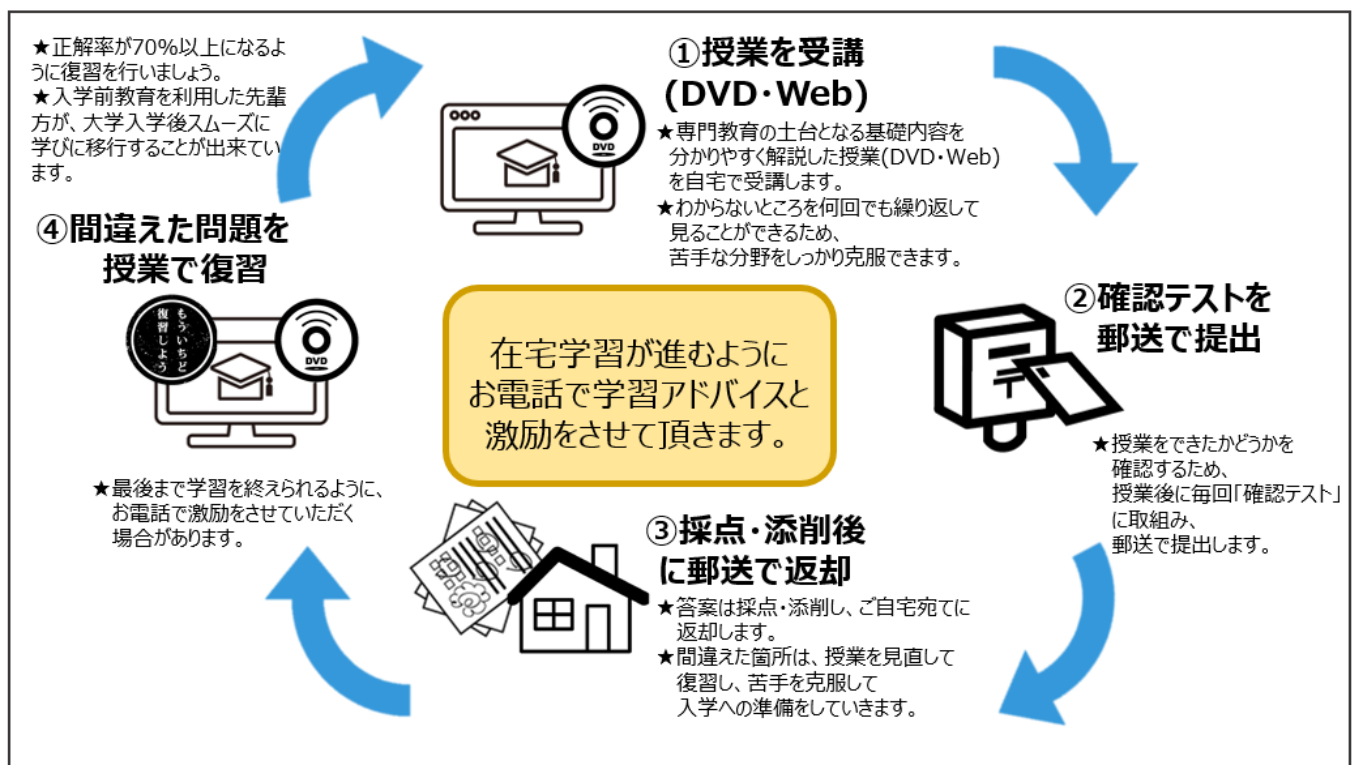 ①授業を受講
(DVD・Web)
DVD
★専門教育の土台となる基礎内容を
分かりやすく解説した授業(DVD・Web)
を自宅で受講します。
★わからないところを何回でも繰り返して
見ることができるため、
苦手な分野をしっかり克服できます。
②確認テストを
郵送で提出
★授業をできたかどうかを
確認するため、
授業後に毎回「確認テスト」
に取組み、
郵送で提出します。
③採点・添削後
に郵送で返却
★答案は採点・添削し、ご自宅宛てに
返却します。
★間違えた箇所は、授業を見直して
復習し、苦手を克服して
入学への準備をしていきます。
④間違えた問題を
授業で復習
もういちど
復習しよう
DVD
★最後まで学習を終えられるように、
お電話で激励をさせていただく
場合があります。
★正解率が70%以上になるよ
うに復習を行いましょう。
★入学前教育を利用した先輩
方が、大学入学後スムーズに
学びに移行することが出来てい
ます。
在宅学習が進むように
お電話で学習アドバイスと
激励をさせて頂きます。